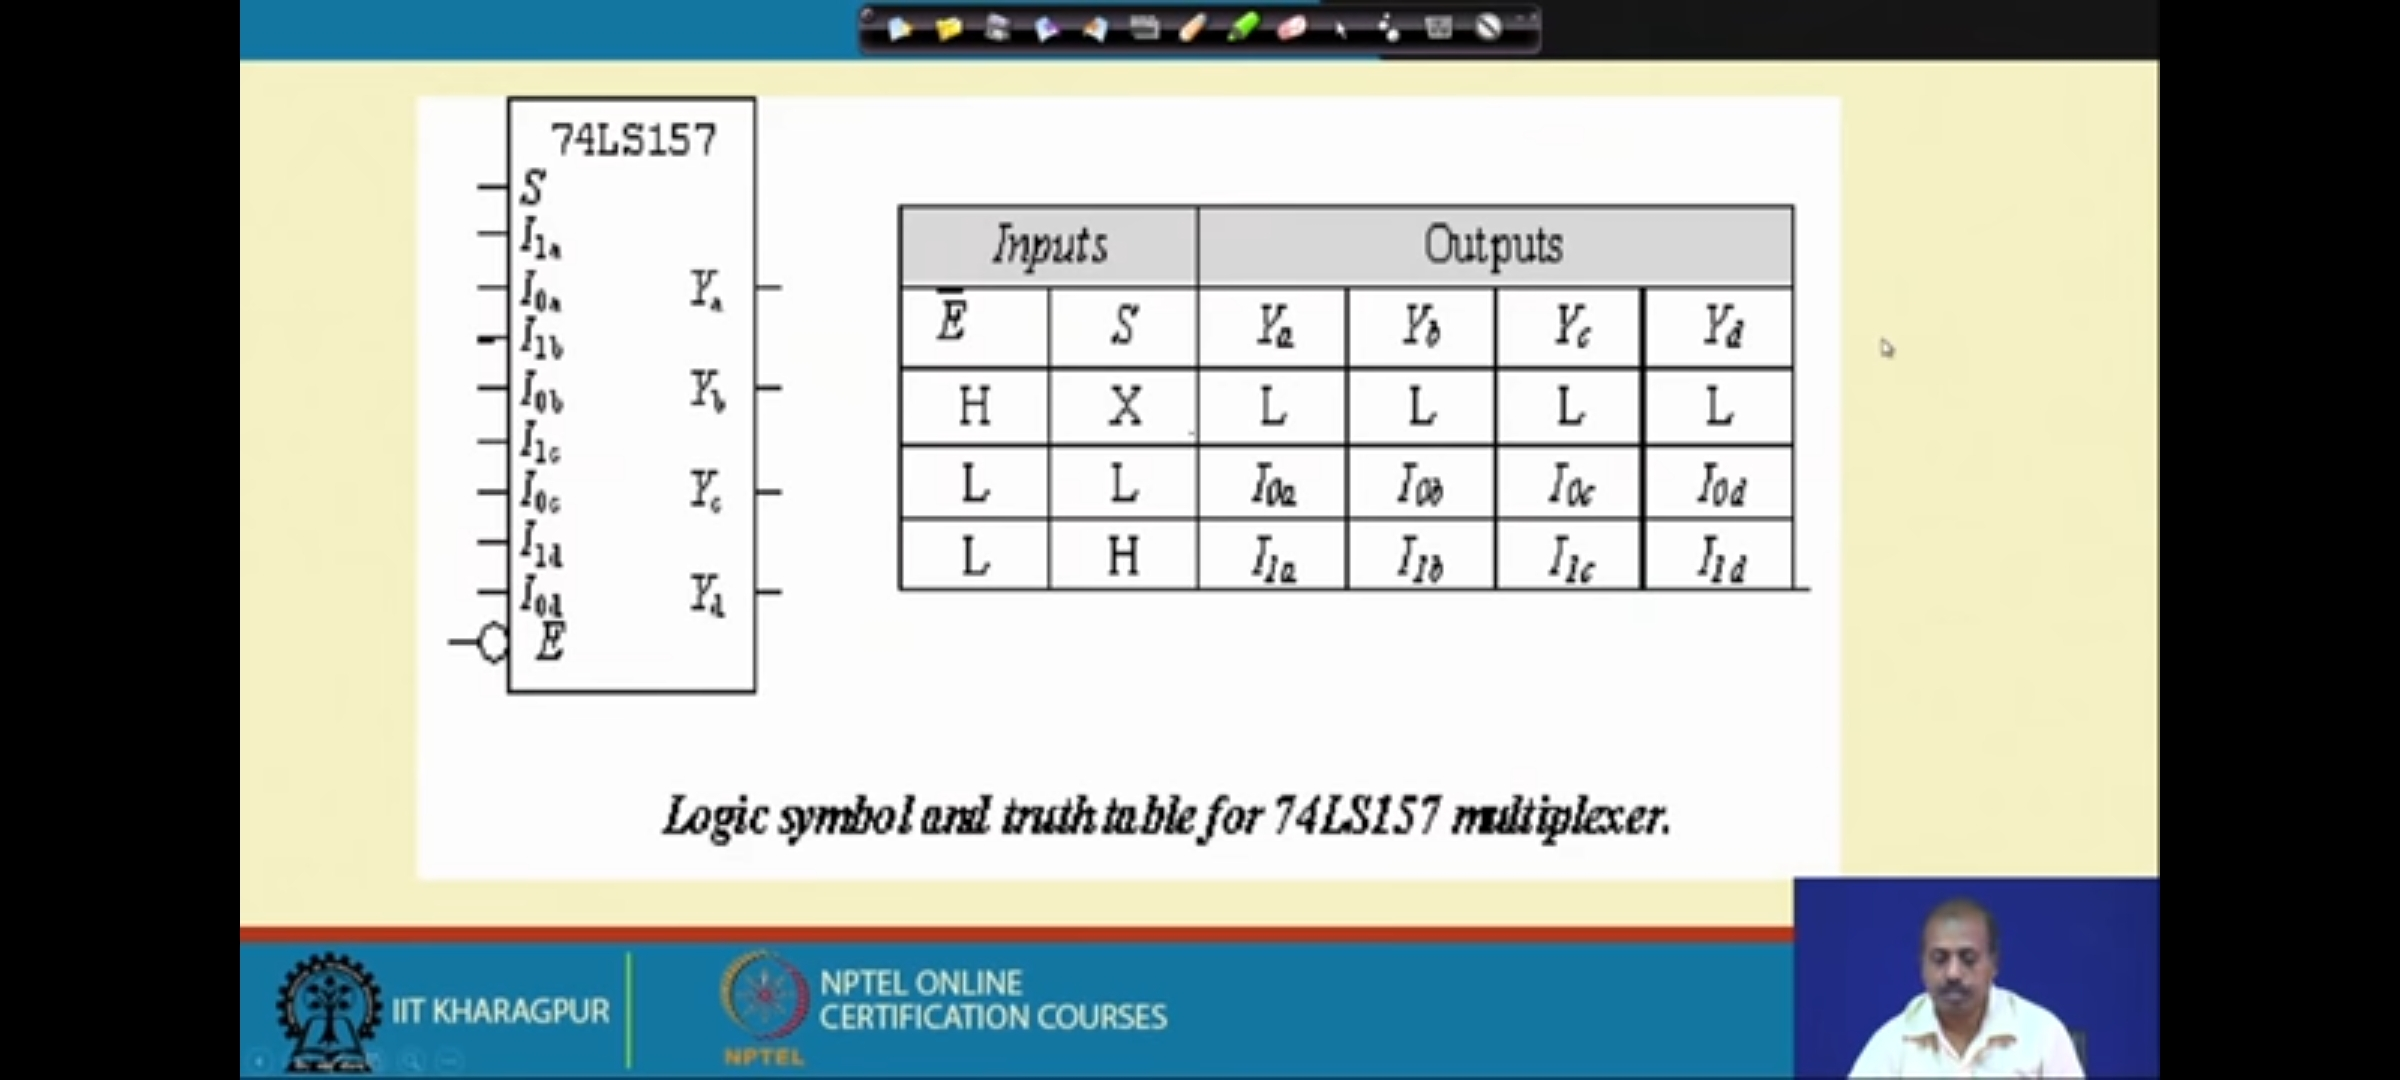 74LS157
S
I1a
I0a
Ya
I1b
I0b
Yb
I1c
I0c
Yc
I1d
I0d
Yd
E
Inputs Outputs
E̅ S Ya Yb Yc Yd
H X L L L L
L L I0a I0b I0c I0d
L H I1a I1b I1c I1d
Logic symbol and truth table for 74LS157 multiplexer.
IIT KHARAGPUR
NPTEL
NPTEL ONLINE
CERTIFICATION COURSES